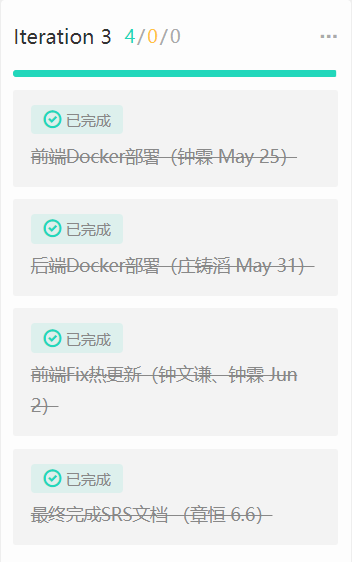 Iteration 3 4/0/0
已完成
前端Docker部署（钟霖 May 25）
已完成
后端Docker部署（庄铸滔 May 31）
已完成
前端Fix热更新（钟文谦、钟霖 Jun
2）
已完成
最终完成SRS文档 （章恒 6.6）